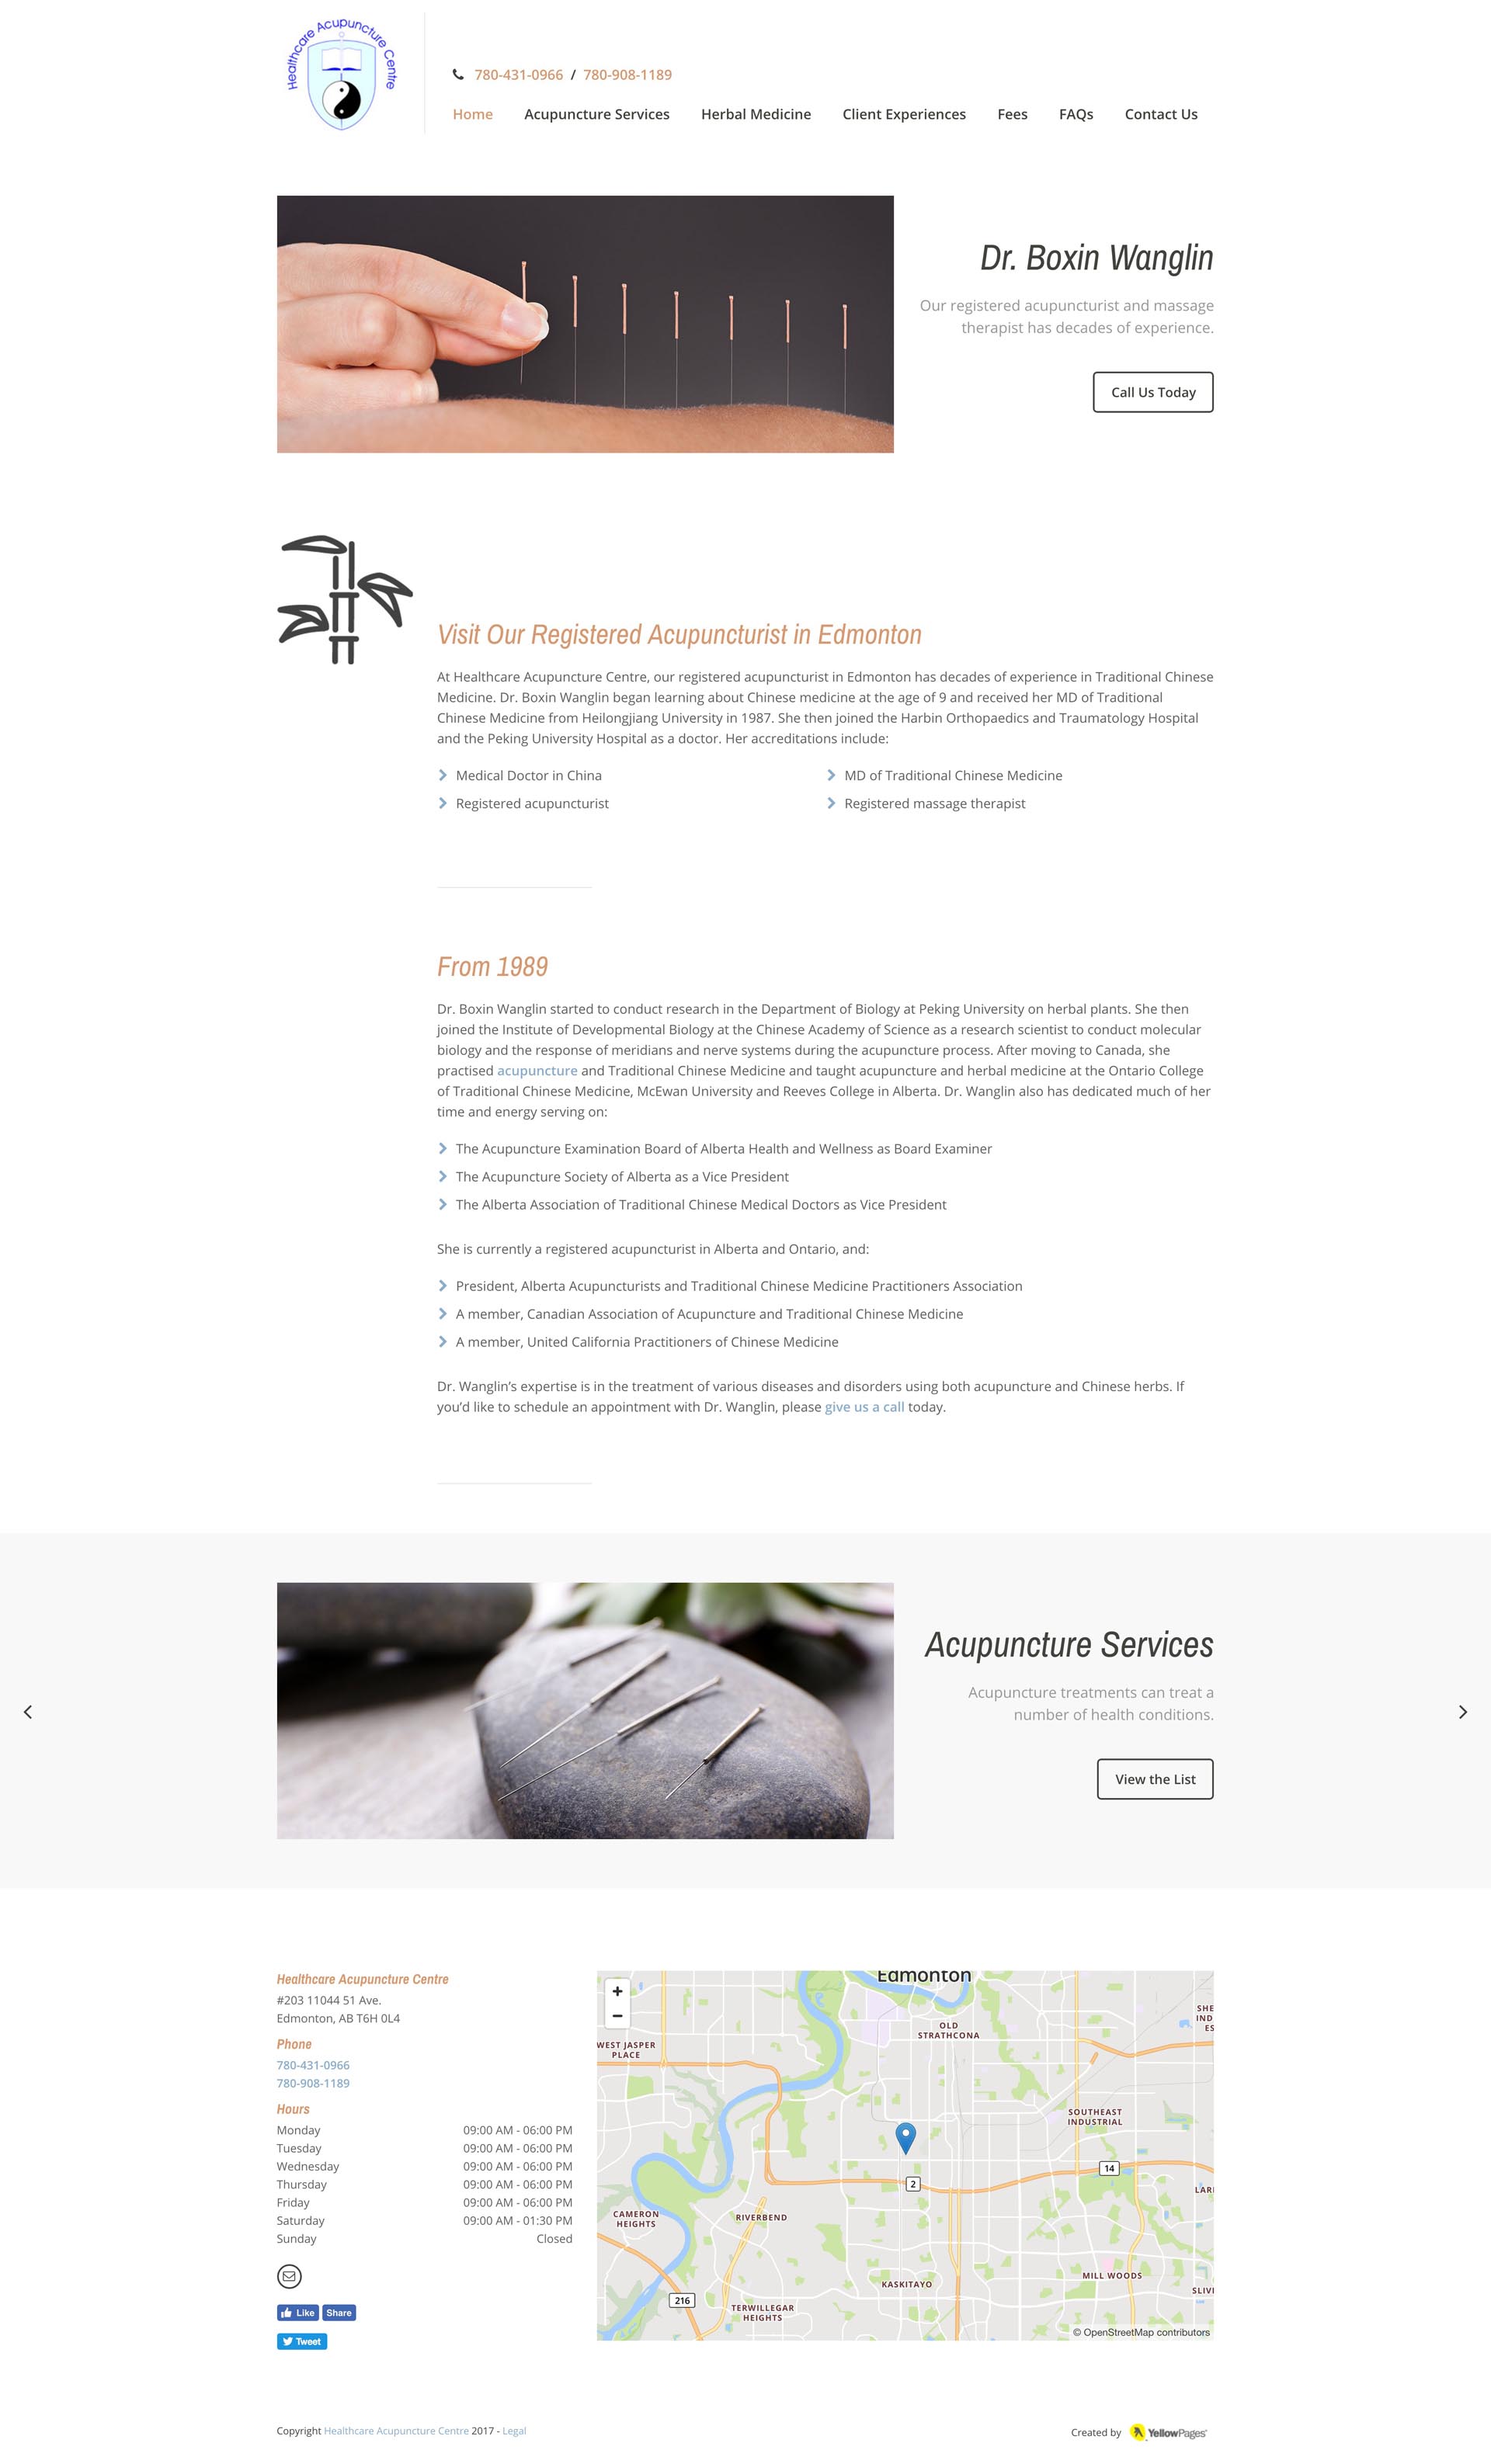 Healthcare Acupuncture Centre
780-431-0966 / 780-908-1189
Home Acupuncture Services Herbal Medicine Client Experiences Fees FAQs Contact Us
Dr. Boxin Wanglin
Our registered acupuncturist and massage
therapist has decades of experience.
Call Us Today
Visit Our Registered Acupuncturist in Edmonton
At Healthcare Acupuncture Centre, our registered acupuncturist in Edmonton has decades of experience in Traditional Chinese
Medicine. Dr. Boxin Wanglin began learning about Chinese medicine at the age of 9 and received her MD of Traditional
Chinese Medicine from Heilongjiang University in 1987. She then joined the Harbin Orthopaedics and Traumatology Hospital
and the Peking University Hospital as a doctor. Her accreditations include:
Medical Doctor in China
MD of Traditional Chinese Medicine
Registered acupuncturist
Registered massage therapist
From 1989
Dr. Boxin Wanglin started to conduct research in the Department of Biology at Peking University on herbal plants. She then
joined the Institute of Developmental Biology at the Chinese Academy of Science as a research scientist to conduct molecular
biology and the response of meridians and nerve systems during the acupuncture process. After moving to Canada, she
practised acupuncture and Traditional Chinese Medicine and taught acupuncture and herbal medicine at the Ontario College
of Traditional Chinese Medicine, McEwan University and Reeves College in Alberta. Dr. Wanglin also has dedicated much of her
time and energy serving on:
The Acupuncture Examination Board of Alberta Health and Wellness as Board Examiner
The Acupuncture Society of Alberta as a Vice President
The Alberta Association of Traditional Chinese Medical Doctors as Vice President
She is currently a registered acupuncturist in Alberta and Ontario, and:
President, Alberta Acupuncturists and Traditional Chinese Medicine Practitioners Association
A member, Canadian Association of Acupuncture and Traditional Chinese Medicine
A member, United California Practitioners of Chinese Medicine
Dr. Wanglin’s expertise is in the treatment of various diseases and disorders using both acupuncture and Chinese herbs. If
you’d like to schedule an appointment with Dr. Wanglin, please give us a call today.
Acupuncture Services
Acupuncture treatments can treat a
number of health conditions.
View the List
Healthcare Acupuncture Centre
#203 11044 51 Ave.
Edmonton, AB T6H 0L4
Phone
780-431-0966
780-908-1189
Hours
Monday 09:00 AM - 06:00 PM
Tuesday 09:00 AM - 06:00 PM
Wednesday 09:00 AM - 06:00 PM
Thursday 09:00 AM - 06:00 PM
Friday 09:00 AM - 06:00 PM
Saturday 09:00 AM - 01:30 PM
Sunday Closed
Like Share
Tweet
+
−
Edmonton
OLD
STRATHCONA
SHE
IND
ES
WEST JASPER
PLACE
SOUTHEAST
INDUSTRIAL
14
2
LAR
CAMERON
HEIGHTS
RIVERBEND
KASKITAYO
MILL WOODS
SLIV
216
TERWILLEGAR
HEIGHTS
© OpenStreetMap contributors
Copyright Healthcare Acupuncture Centre 2017 - Legal
Created by YellowPages